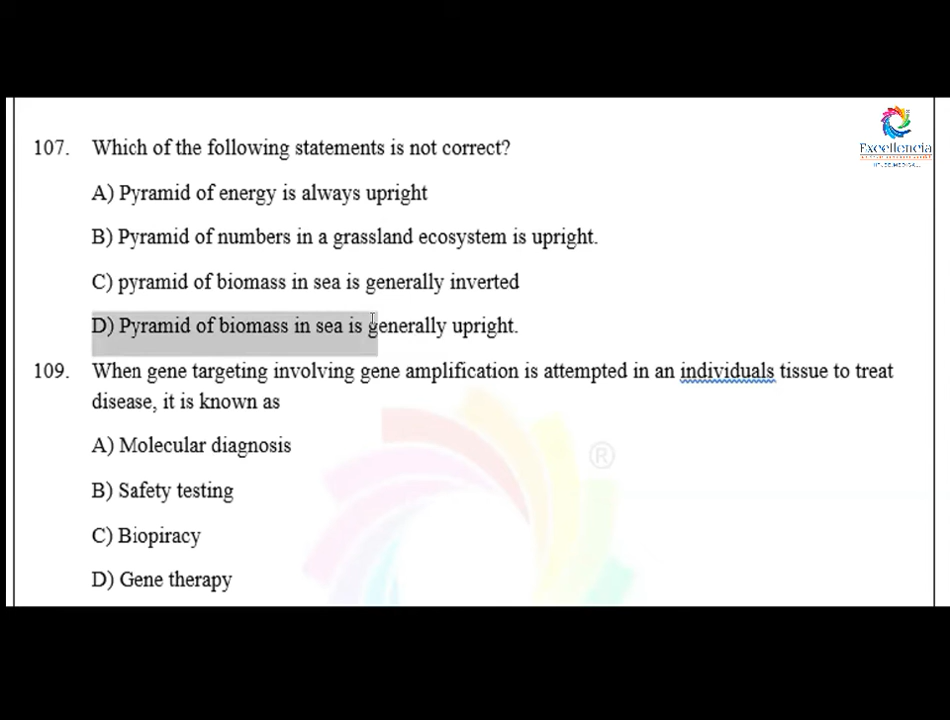 Excellencia
107. Which of the following statements is not correct?
A) Pyramid of energy is always upright
B) Pyramid of numbers in a grassland ecosystem is upright.
C) pyramid of biomass in sea is generally inverted
D) Pyramid of biomass in sea is generally upright.
109. When gene targeting involving gene amplification is attempted in an individuals tissue to treat
disease, it is known as
A) Molecular diagnosis
®
B) Safety testing
C) Biopiracy
D) Gene therapy